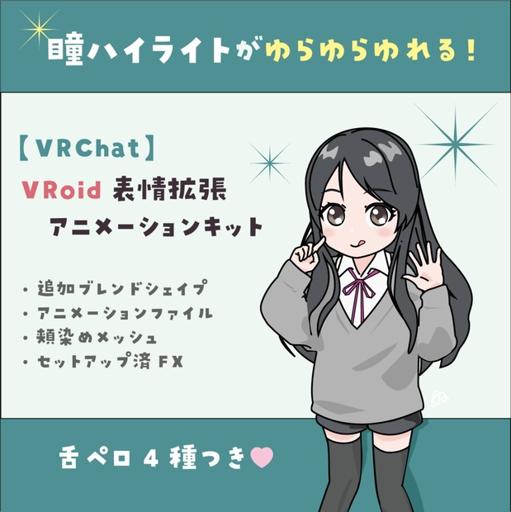 瞳ハイライトがゆらゆらゆれる！
【VRChat】
VRoid 表情拡張
アニメーションキット
・追加ブレンドシェイプ
・アニメーションファイル
・頬染めメッシュ
・セットアップ済 FX
舌ペロ 4 種つき♥